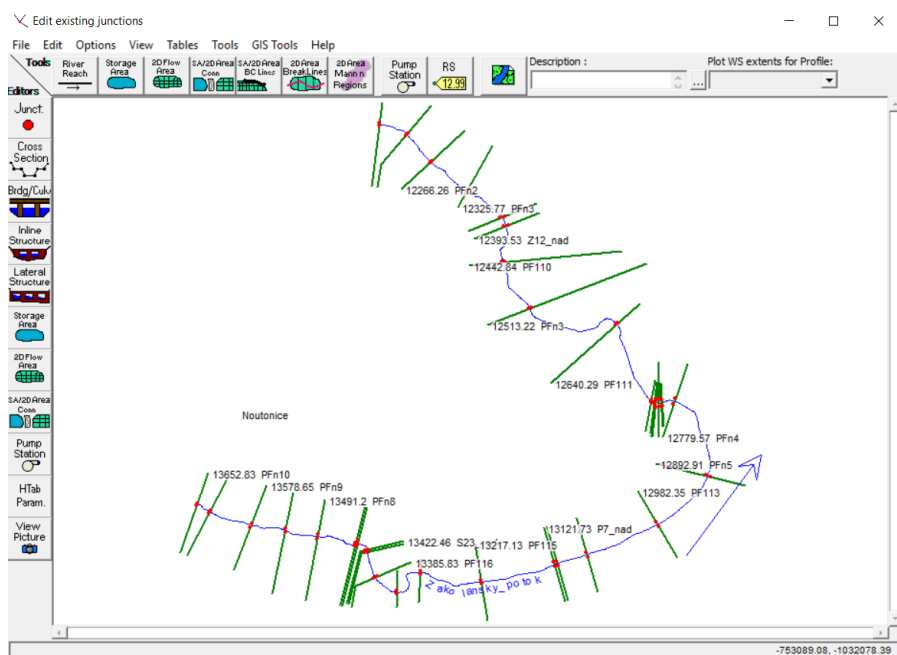 Edit existing junctions
File Edit Options View Tables Tools GIS Tools Help
Tools
Editors
River
Reach
Storage
Area
2D Flow
Area
SA/2D Area
Conn
SA/2D Area
BC Lines
2D Area
BreakLines
2D Area
Mann n
Regions
Pump
Station
RS
12.99
Description :
...
Plot WS extents for Profile:
Junct.
Cross
Section
Brdg/Culv
Inline
Structure
Lateral
Structure
Storage
Area
2D Flow
Area
SA/2D Area
Conn
Pump
Station
HTab
Param.
View
Picture
12266.26 PFn2
12325.77 PFn3
12393.53 Z12_nad
12442.84 PF110
12513.22 PFn3
12640.29 PF111
Noutonice
12779.57 PFn4
12892.91 PFn5
12982.35 PF113
13652.83 PFn10
13578.65 PFn9
13491.2 PFn8
13121.73 P7_nad
13422.46 S23
13217.13 PF115
13385.83 PF116
Zakolansky_potok
-753089.08, -1032078.39